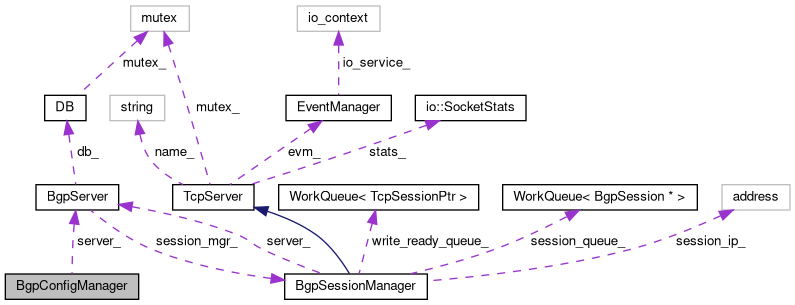 mutex
io_context
mutex_
io_service_
DB
string
mutex_
EventManager
io::SocketStats
db_
name_
evm_
stats_
BgpServer
TcpServer
WorkQueue< TcpSessionPtr >
WorkQueue< BgpSession * >
address
server_
session_mgr_
server_
write_ready_queue_
session_queue_
session_ip_
BgpConfigManager
BgpSessionManager